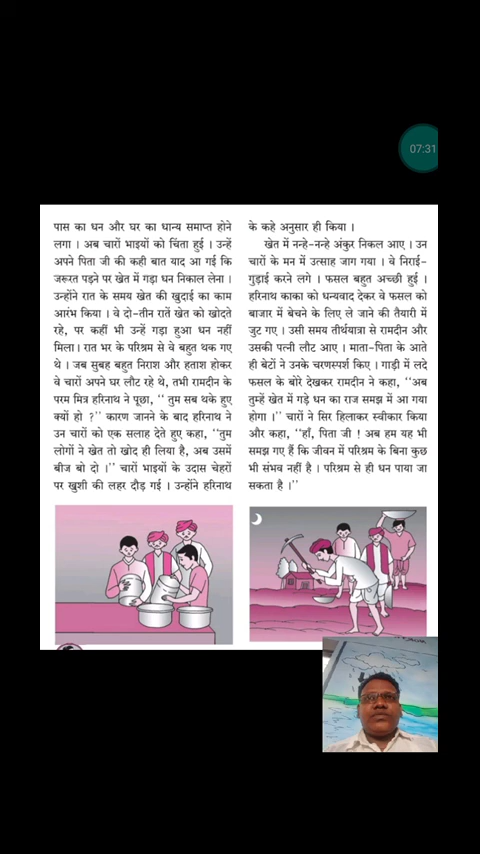 07:31
पास का धन और घर का धान्य समाप्त होने
लगा । अब चारों भाइयों को चिंता हुई । उन्हें
अपने पिता जी की कही बात याद आ गई कि
जरूरत पड़ने पर खेत में गड़ा धन निकाल लेना ।
उन्होंने रात के समय खेत की खुदाई का काम
आरंभ किया । वे दो-तीन रातें खेत को खोदते
रहे, पर कहीं भी उन्हें गड़ा हुआ धन नहीं
मिला। रात भर के परिश्रम से वे बहुत थक गए
थे । जब सुबह बहुत निराश और हताश होकर
वे चारों अपने घर लौट रहे थे, तभी रामदीन के
परम मित्र हरिनाथ ने पूछा, ‘‘ तुम सब थके हुए
क्यों हो ?’’ कारण जानने के बाद हरिनाथ ने
उन चारों को एक सलाह देते हुए कहा, ‘‘तुम
लोगों ने खेत तो खोद ही लिया है, अब उसमें
बीज बो दो ।’’ चारों भाइयों के उदास चेहरों
पर खुशी की लहर दौड़ गई । उन्होंने हरिनाथ
के कहे अनुसार ही किया ।
खेत में नन्हे-नन्हे अंकुर निकल आए । उन
चारों के मन में उत्साह जाग गया । वे निराई-
गुड़ाई करने लगे । फसल बहुत अच्छी हुई ।
हरिनाथ काका को धन्यवाद देकर वे फसल को
बाजार में बेचने के लिए ले जाने की तैयारी में
जुट गए । उसी समय तीर्थयात्रा से रामदीन और
उसकी पत्नी लौट आए । माता-पिता के आते
ही बेटों ने उनके चरणस्पर्श किए । गाड़ी में लदे
फसल के बोरे देखकर रामदीन ने कहा, ‘‘अब
तुम्हें खेत में गड़े धन का राज समझ में आ गया
होगा ।’’ चारों ने सिर हिलाकर स्वीकार किया
और कहा, ‘‘हाँ, पिता जी ! अब हम यह भी
समझ गए हैं कि जीवन में परिश्रम के बिना कुछ
भी संभव नहीं है । परिश्रम से ही धन पाया जा
सकता है ।’’